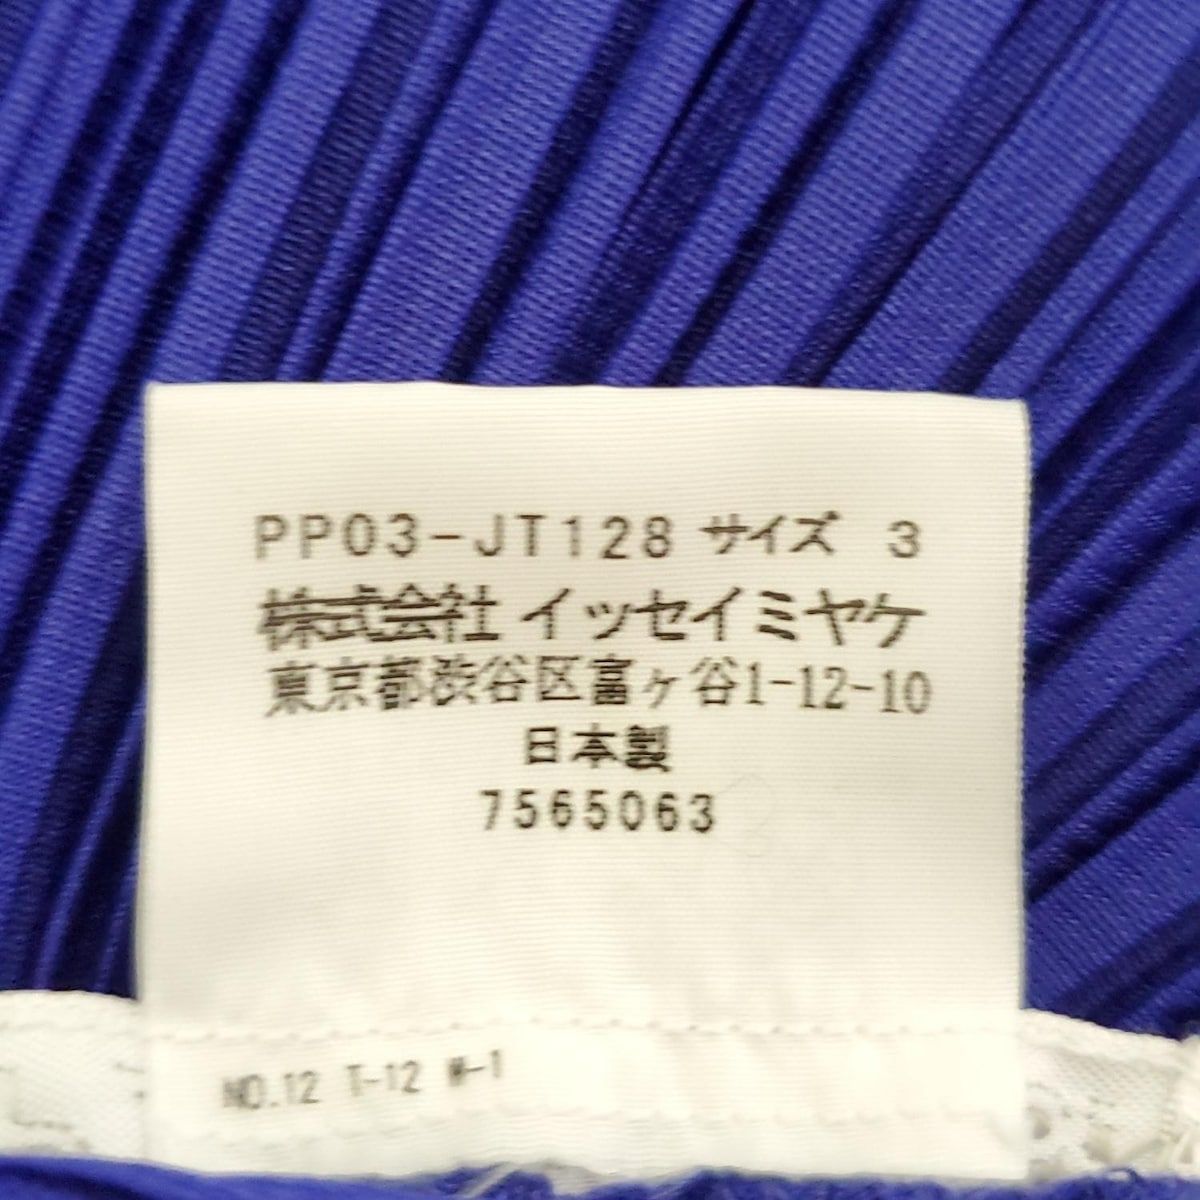 PP03-JT128 サイズ 3
株式会社 イッセイミヤケ
東京都渋谷区富ヶ谷1-12-10
日本製
7565063
NO.12 T-12 W-1